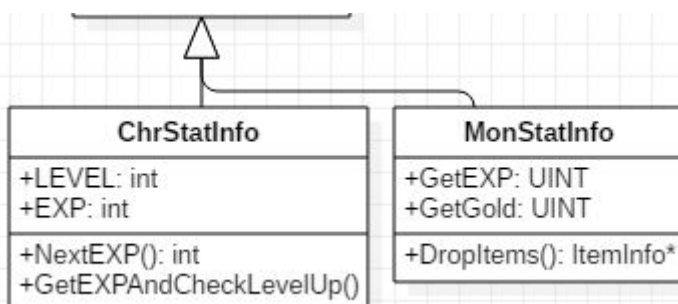 ChrStatInfo
+LEVEL: int
+EXP: int
+NextEXP(): int
+GetEXPAndCheckLevelUp()
MonStatInfo
+GetEXP: UINT
+GetGold: UINT
+DropItems(): ItemInfo*